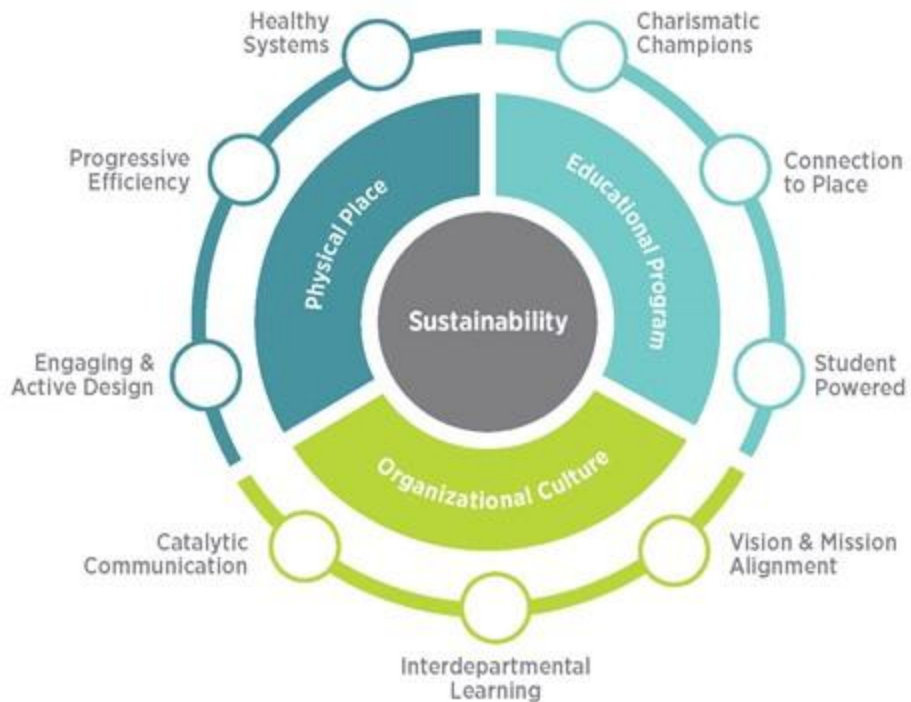 Healthy
Systems
Charismatic
Champions
Progressive
Efficiency
Connection
to Place
Physical Place
Educational Program
Sustainability
Engaging &
Active Design
Student
Powered
Organizational Culture
Catalytic
Communication
Vision & Mission
Alignment
Interdepartmental
Learning